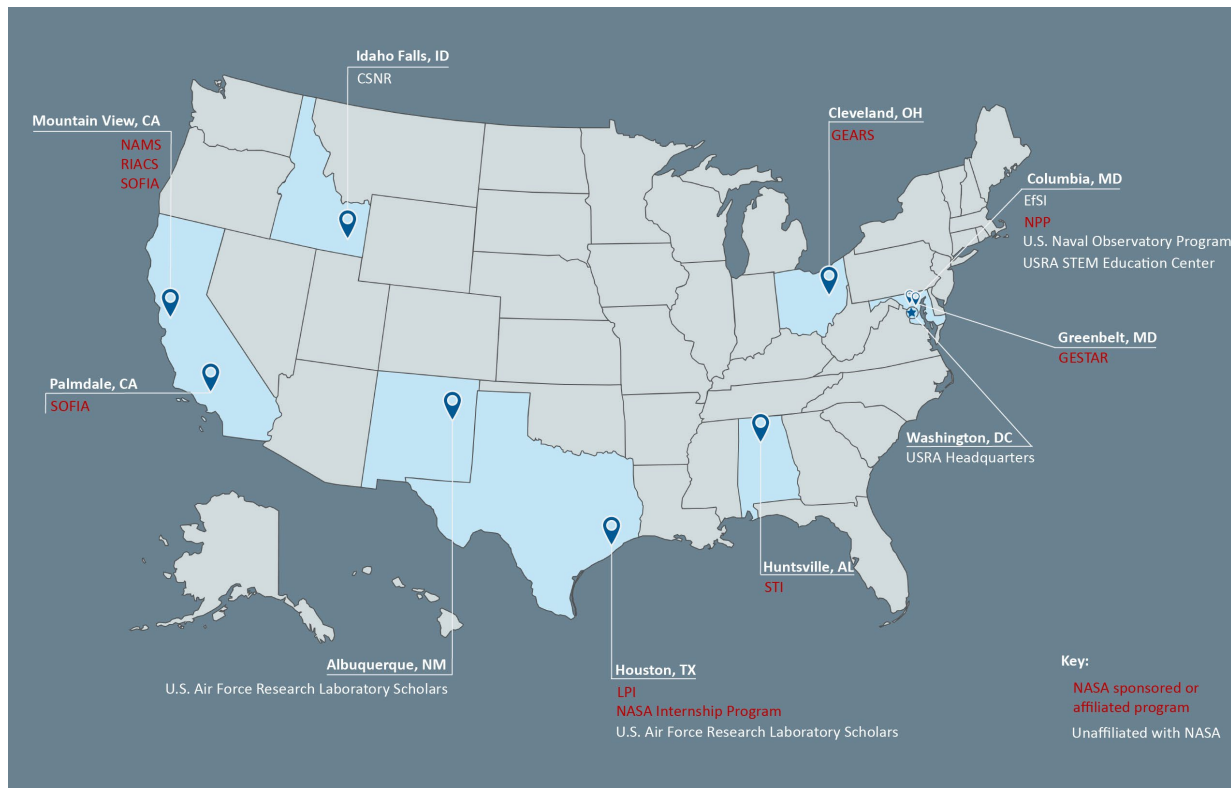 Idaho Falls, ID
CSNR
Mountain View, CA
NAMS
RIACS
SOFIA
Cleveland, OH
GEARS
Columbia, MD
EfSI
NPP
U.S. Naval Observatory Program
USRA STEM Education Center
Greenbelt, MD
GESTAR
Palmdale, CA
SOFIA
Washington, DC
USRA Headquarters
Huntsville, AL
STI
Albuquerque, NM
U.S. Air Force Research Laboratory Scholars
Houston, TX
LPI
NASA Internship Program
U.S. Air Force Research Laboratory Scholars
Key:
NASA sponsored or
affiliated program
Unaffiliated with NASA